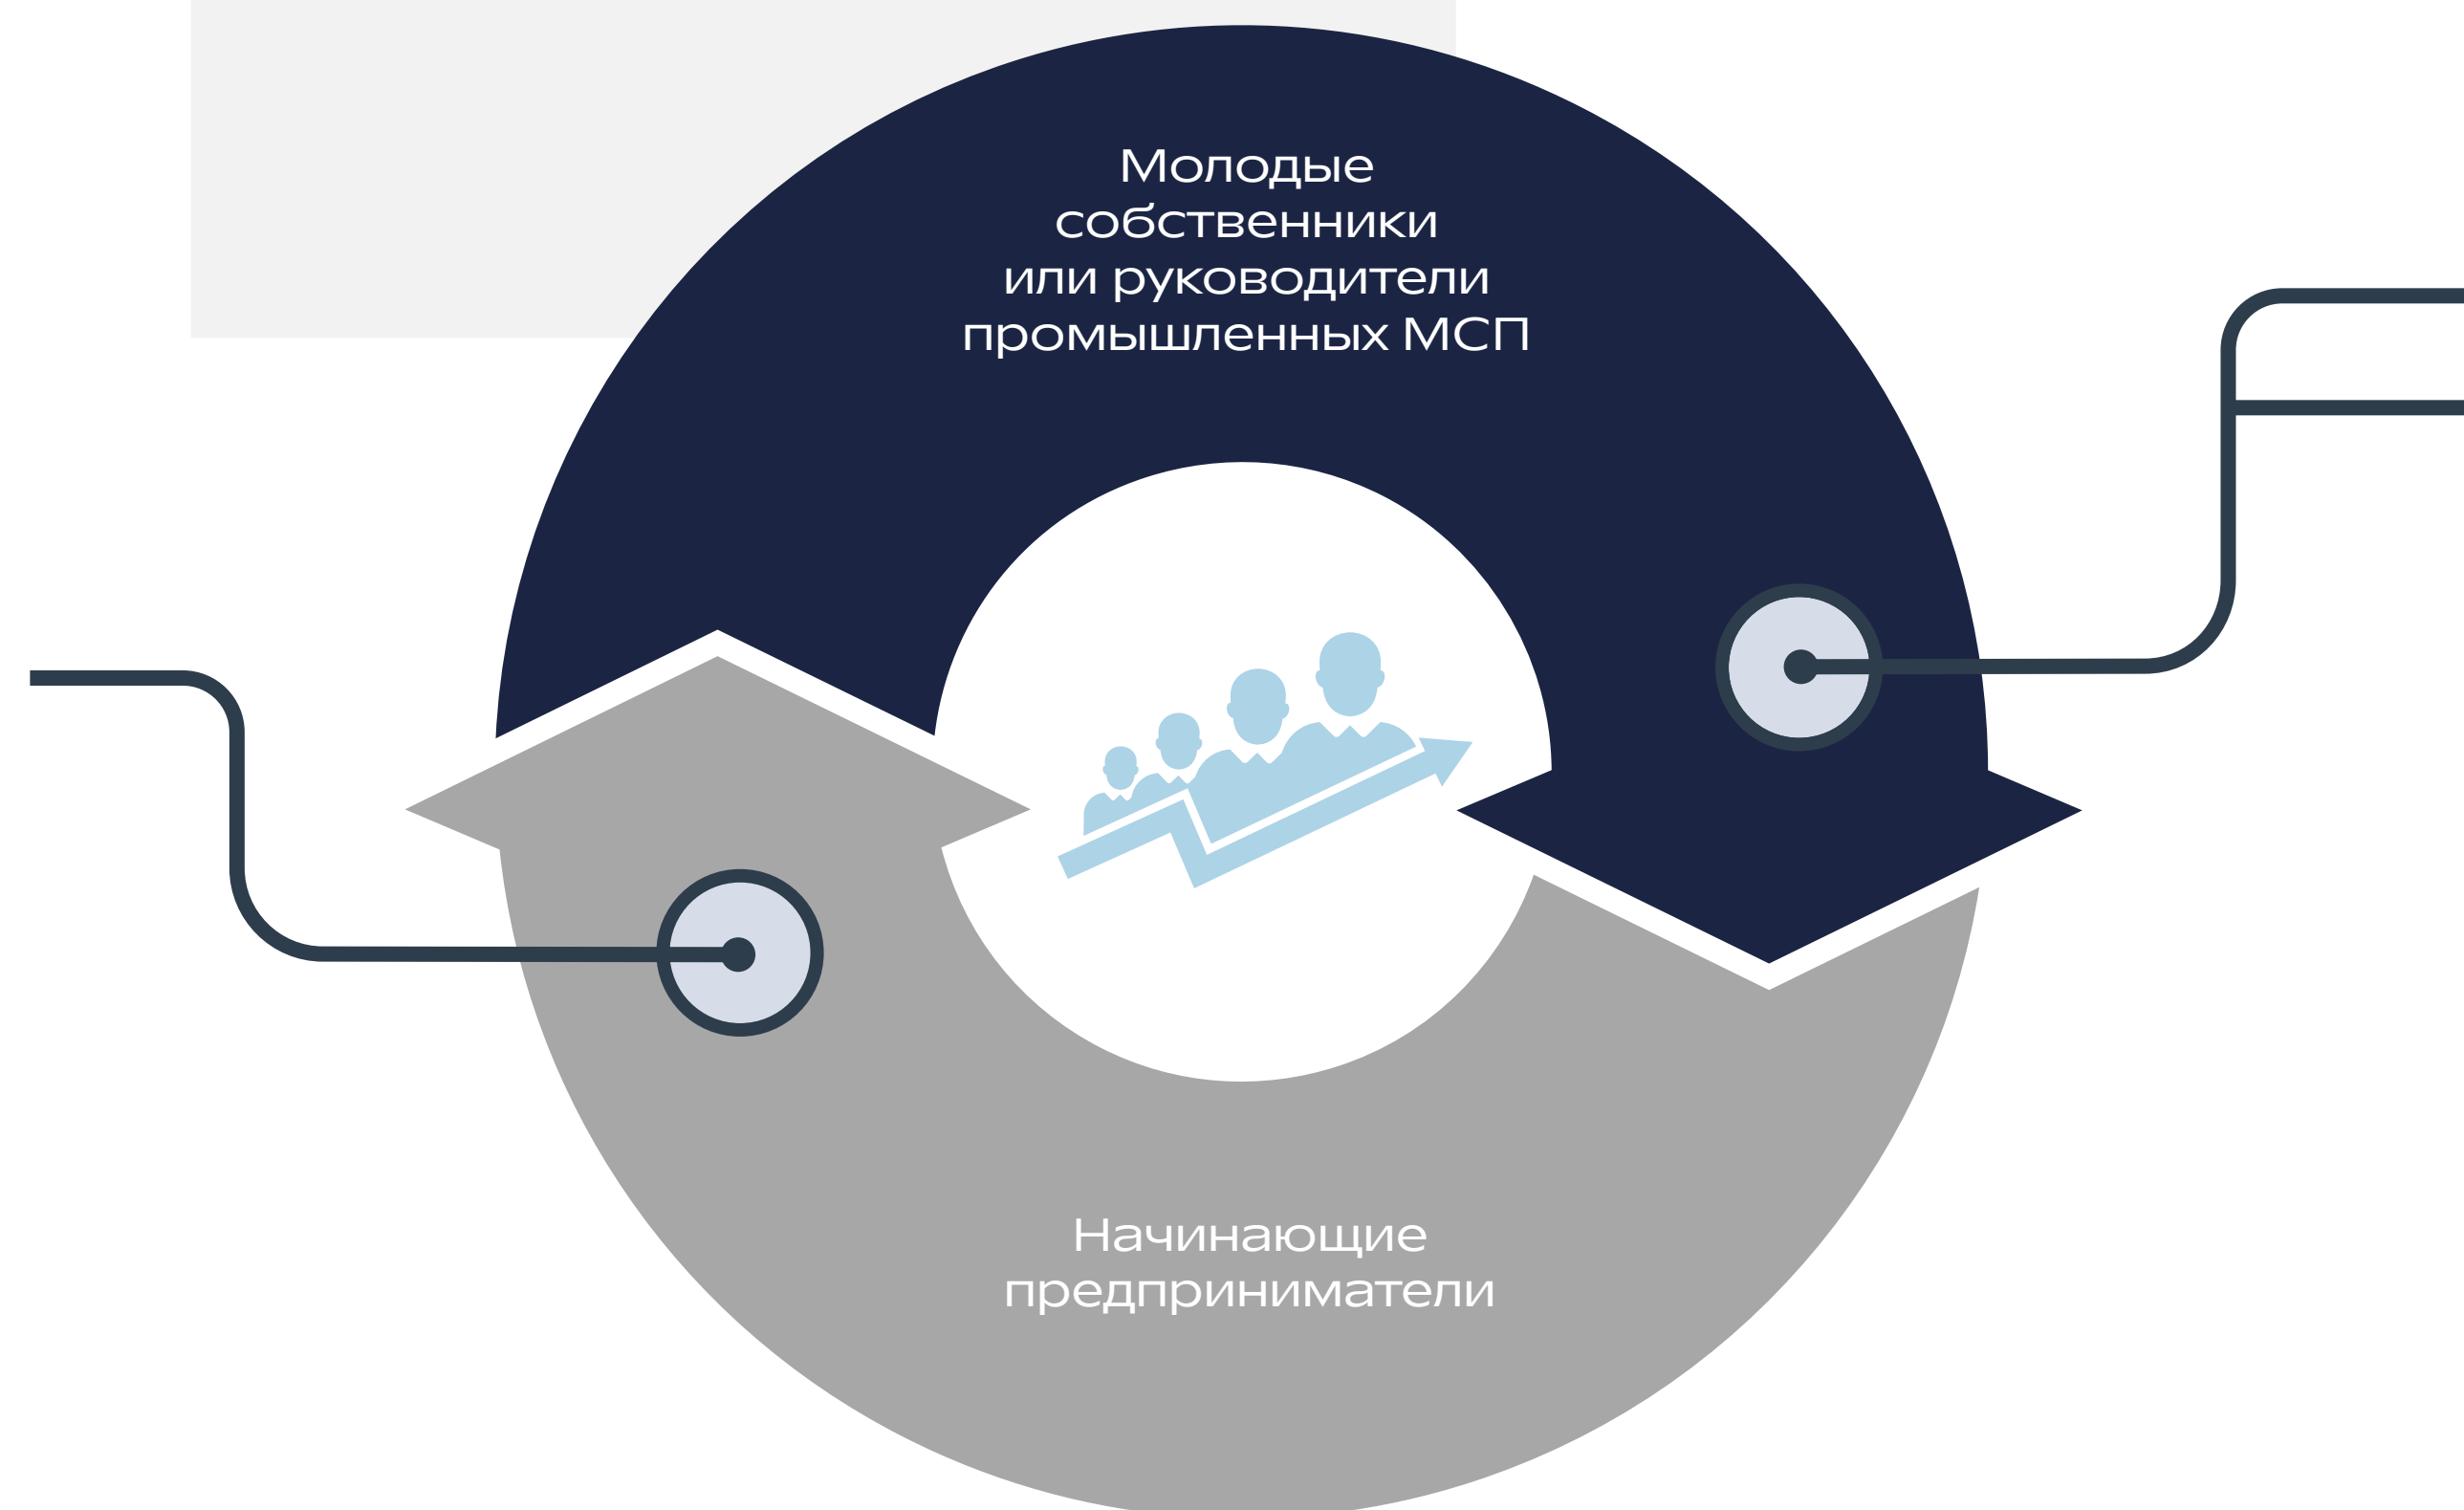 Молодые
собственники
или руководители
промышленных МСП
Начинающие
предприниматели